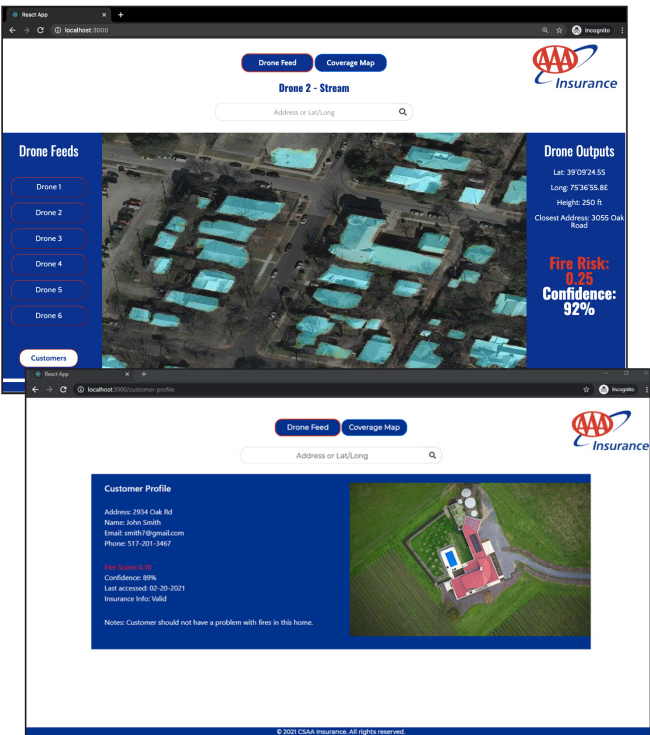 React App
localhost:3000
Incognito
Drone Feed
Coverage Map
AAA
Insurance
Drone 2 - Stream
Address or Lat/Long
Drone Feeds
Drone 1
Drone 2
Drone 3
Drone 4
Drone 5
Drone 6
Customers
Drone Outputs
Lat: 39'09'24.5S
Long: 75'36'55.8E
Height: 250 ft
Closest Address: 3055 Oak
Road
Fire Risk:
0.25
Confidence:
92%
React App
localhost:3000/customer-profile
Incognito
Drone Feed
Coverage Map
AAA
Insurance
Address or Lat/Long
Customer Profile
Address: 2934 Oak Rd
Name: John Smith
Email: smith7@gmail.com
Phone: 517-201-3467
Fire Score: 0.10
Confidence: 89%
Last accessed: 02-20-2021
Insurance Info: Valid
Notes: Customer should not have a problem with fires in this home.
© 2021 CSAA Insurance. All rights reserved.